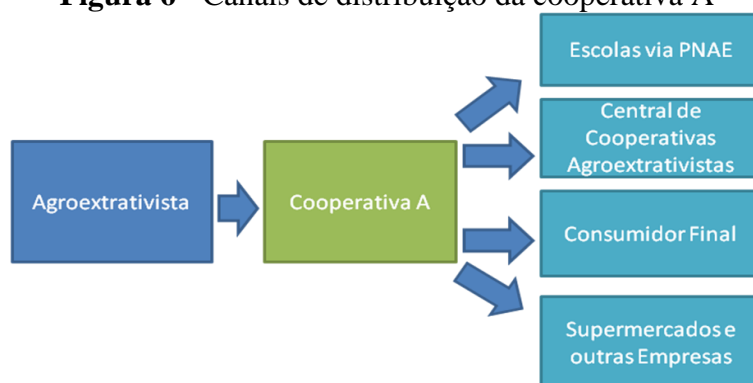 Figura 6 - Canais de distribuição da cooperativa A
Escolas via PNAE
Central de
Cooperativas
Agroextrativistas
Agroextrativista
Cooperativa A
Consumidor Final
Supermercados e
outras Empresas